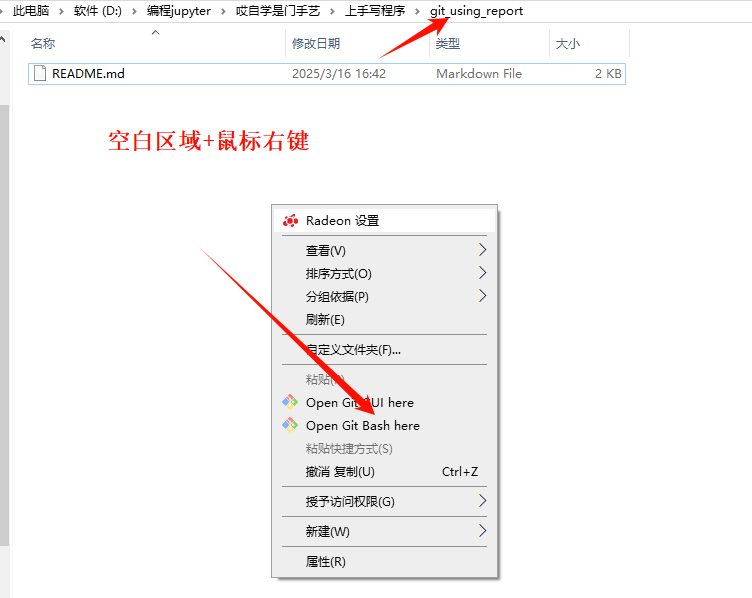 此电脑 > 软件 (D:) > 编程jupyter > 哎自学是门手艺 > 上手写程序 > git_using_report
名称 修改日期 类型 大小
README.md 2025/3/16 16:42 Markdown File 2 KB
空白区域+鼠标右键
Radeon 设置
查看(V)
排序方式(O)
分组依据(P)
刷新(E)
自定义文件夹(F)...
粘贴
Open Git GUI here
Open Git Bash here
粘贴快捷方式(S)
撤消 复制(U) Ctrl+Z
授予访问权限(G)
新建(W)
属性(R)